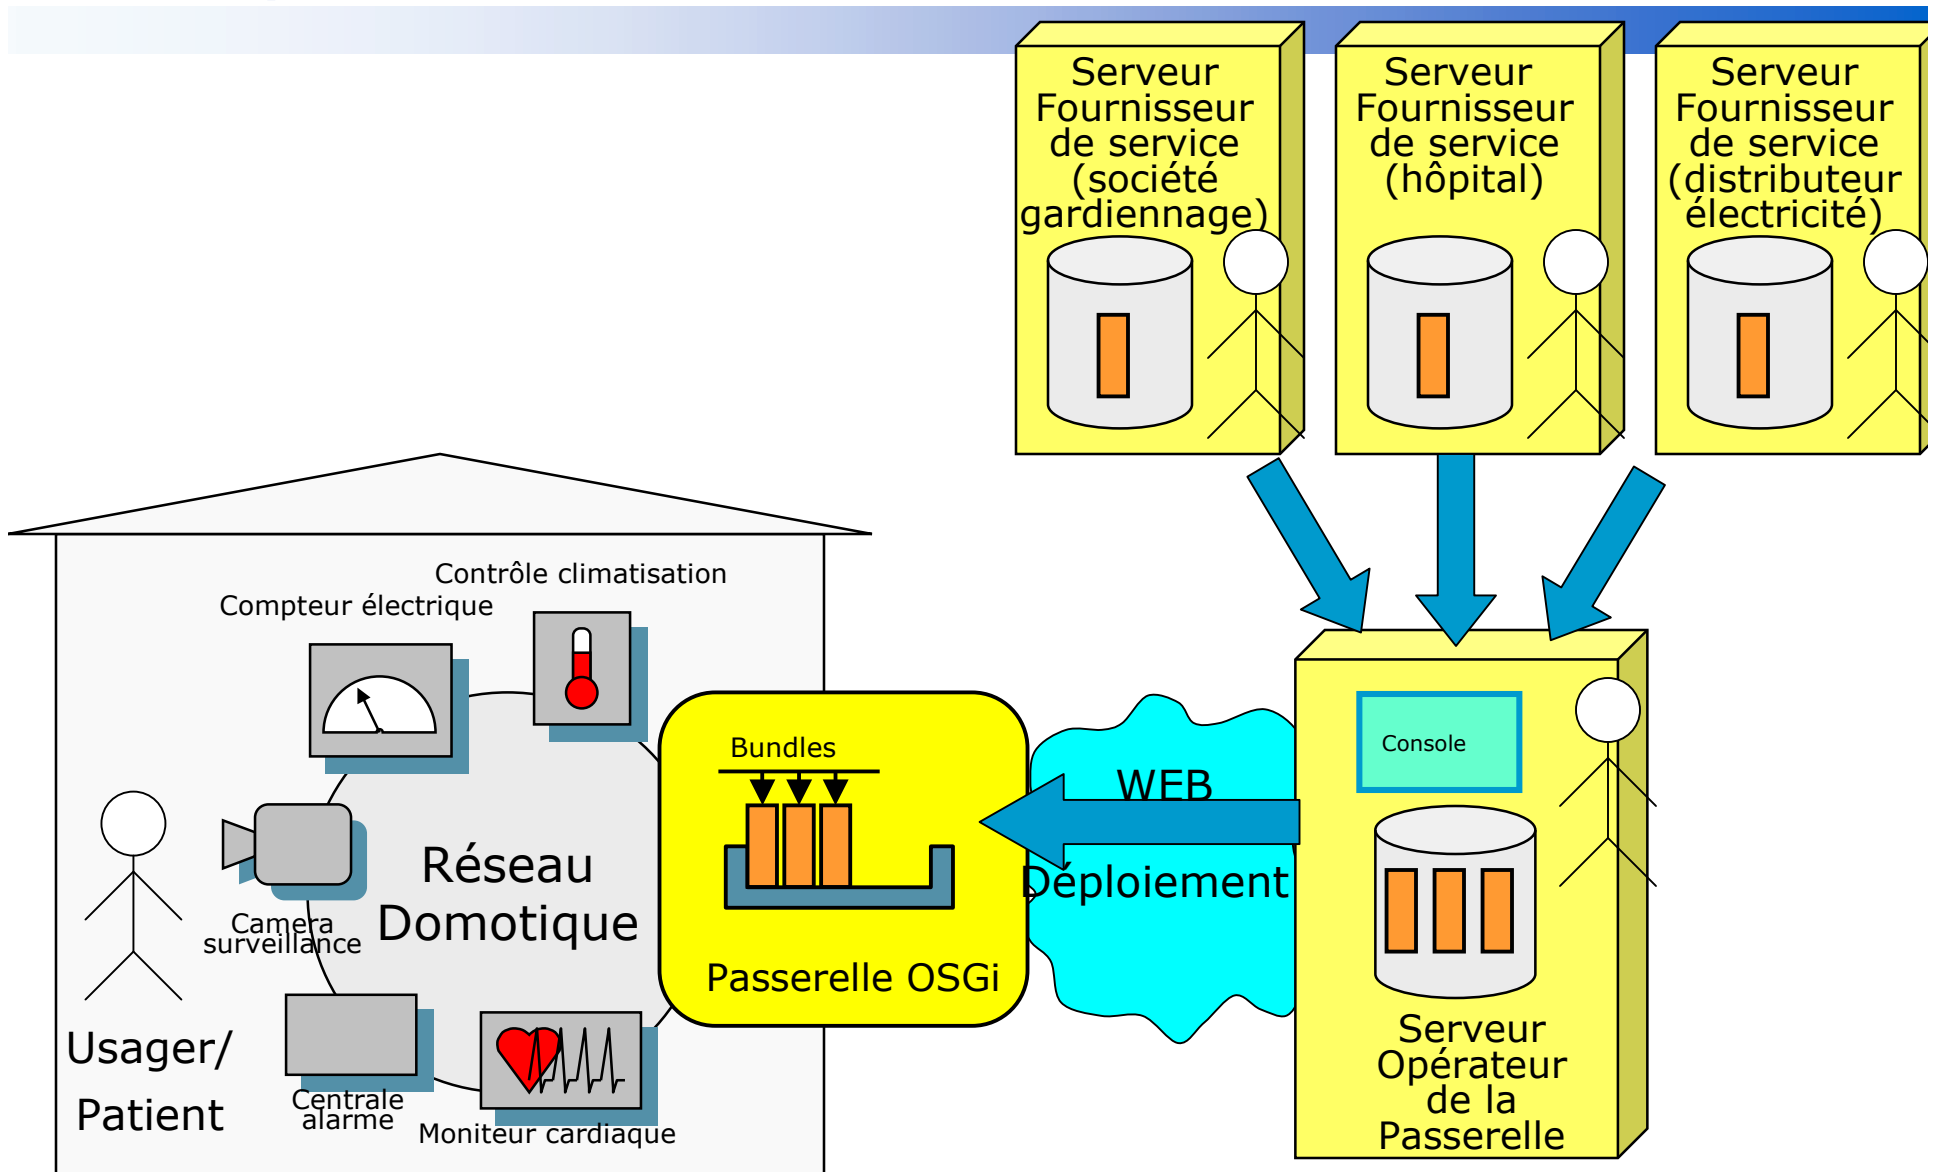 Serveur
Fournisseur
de service
(société
gardiennage)
Serveur
Fournisseur
de service
(hôpital)
Serveur
Fournisseur
de service
(distributeur
électricité)
Contrôle climatisation
Compteur électrique
Bundles
Passerelle OSGi
WEB
Déploiement
Console
Réseau
Domotique
Camera
surveillance
Usager/
Patient
Centrale
alarme
Moniteur cardiaque
Serveur
Opérateur
de la
Passerelle